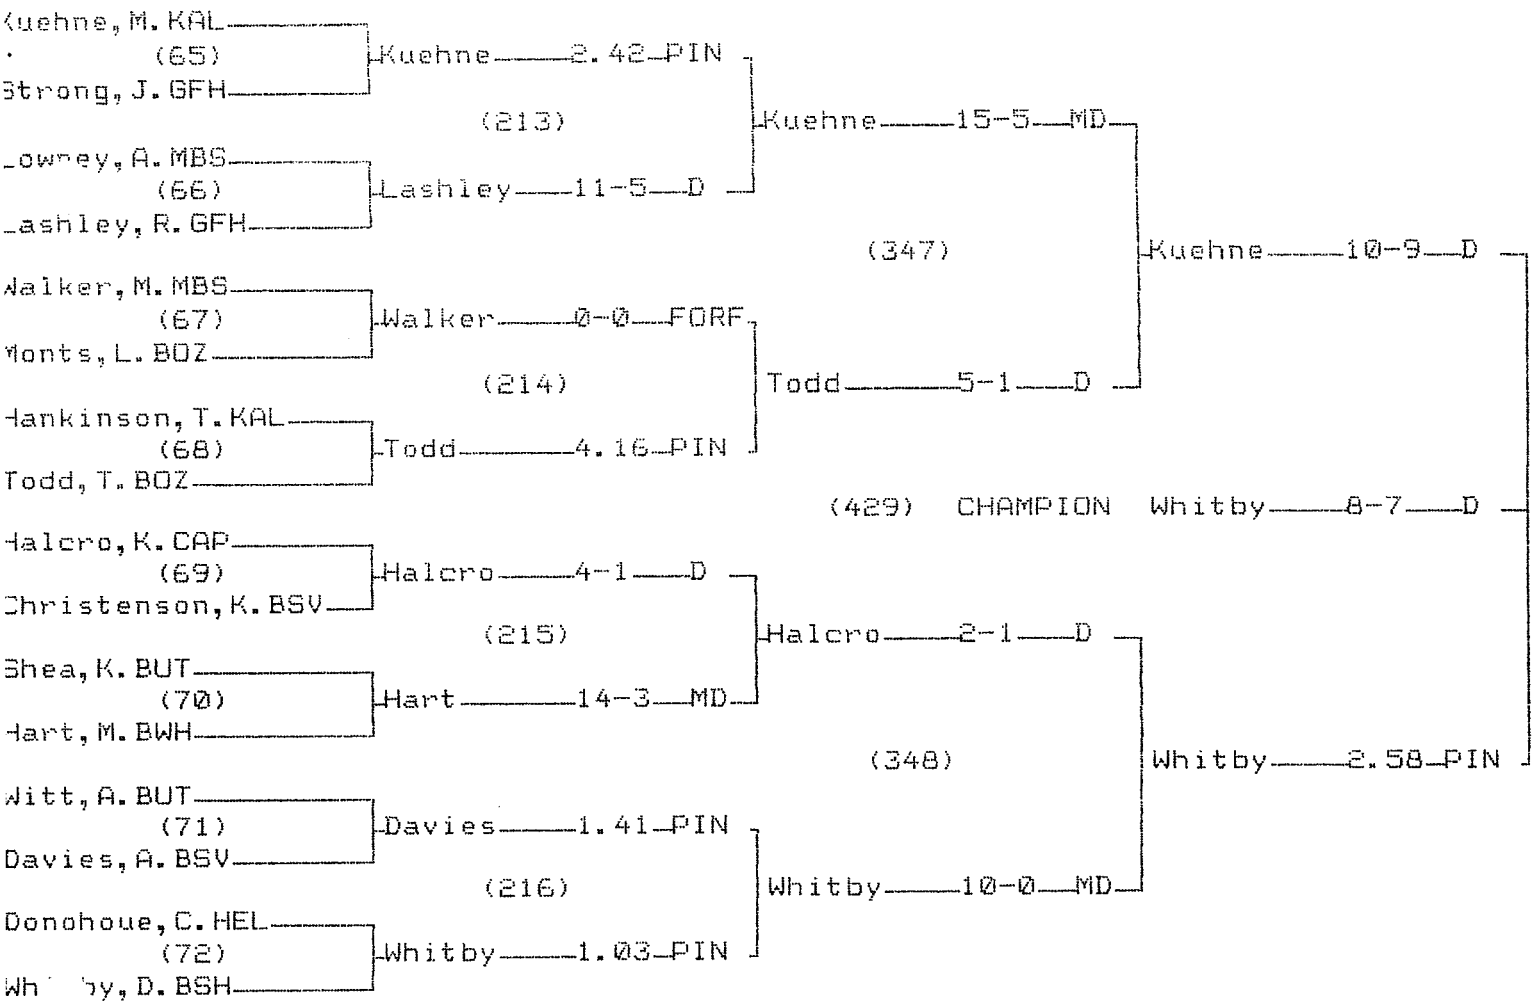 Kuehne, M. KAL
(65) Kuehne 2.42 PIN
Strong, J. GFH
(213) Kuehne 15-5 MD
Lowney, A. MBS
(66) Lashley 11-5 D
Lashley, R. GFH
(347) Kuehne 10-9 D
Walker, M. MBS
(67) Walker 0-0 FORF
Monts, L. BOZ
(214) Todd 5-1 D
Hankinson, T. KAL
(68) Todd 4.16 PIN
Todd, T. BOZ
(429) CHAMPION Whitby 8-7 D
Halcro, K. CAP
(69) Halcro 4-1 D
Christenson, K. BSV
(215) Halcro 2-1 D
Shea, K. BUT
(70) Hart 14-3 MD
Hart, M. BWH
(348) Whitby 2.58 PIN
Witt, A. BUT
(71) Davies 1.41 PIN
Davies, A. BSV
(216) Whitby 10-0 MD
Donohoue, C. HEL
(72) Whitby 1.03 PIN
Whitby, D. BSH